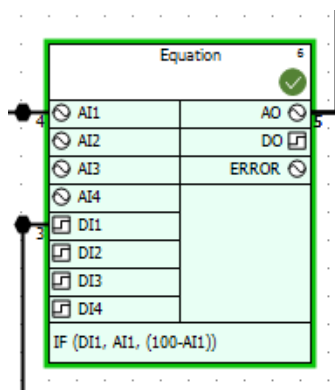 Equation 6
4 AI1 AO 5
AI2 DO
AI3 ERROR
AI4
3 DI1
DI2
DI3
DI4
IF (DI1, AI1, (100-AI1))